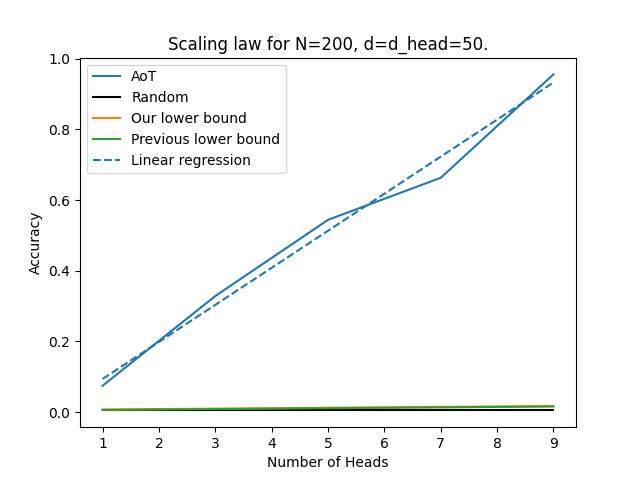 Scaling law for N=200, d=d_head=50.
1.0
0.8
0.6
0.4
0.2
0.0
Accuracy
AoT
Random
Our lower bound
Previous lower bound
Linear regression
1 2 3 4 5 6 7 8 9
Number of Heads